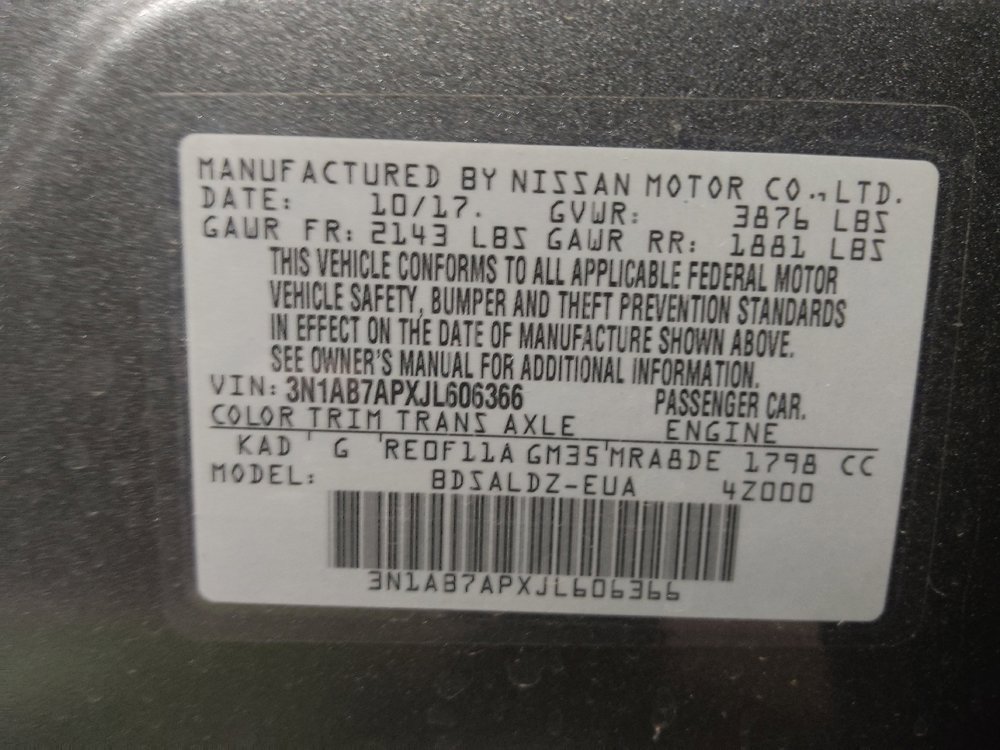 MANUFACTURED BY NISSAN MOTOR CO., LTD.
DATE: 10/17. GVWR: 3876 LBS
GAWR FR: 2143 LBS GAWR RR: 1881 LBS
THIS VEHICLE CONFORMS TO ALL APPLICABLE FEDERAL MOTOR
VEHICLE SAFETY, BUMPER AND THEFT PREVENTION STANDARDS
IN EFFECT ON THE DATE OF MANUFACTURE SHOWN ABOVE.
SEE OWNER'S MANUAL FOR ADDITIONAL INFORMATION.
VIN: 3N1AB7APXJL606366 PASSENGER CAR.
COLOR TRIM TRANS AXLE ENGINE
KAD ' G 'RE0F11A GM35'MRA8DE 1798 CC
MODEL: BDSALDZ-EUA 4Z000
3N1AB7APXJL606366